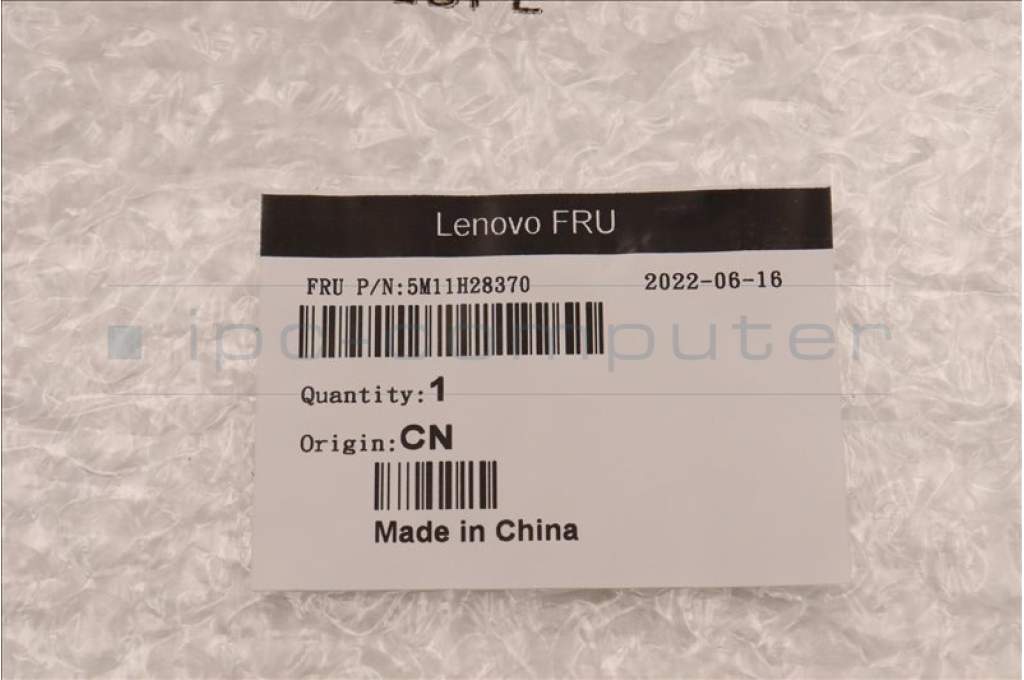 Lenovo FRU
FRU P/N:5M11H28370
2022-06-16
ipc-computer
Quantity:1
Origin:CN
Made in China